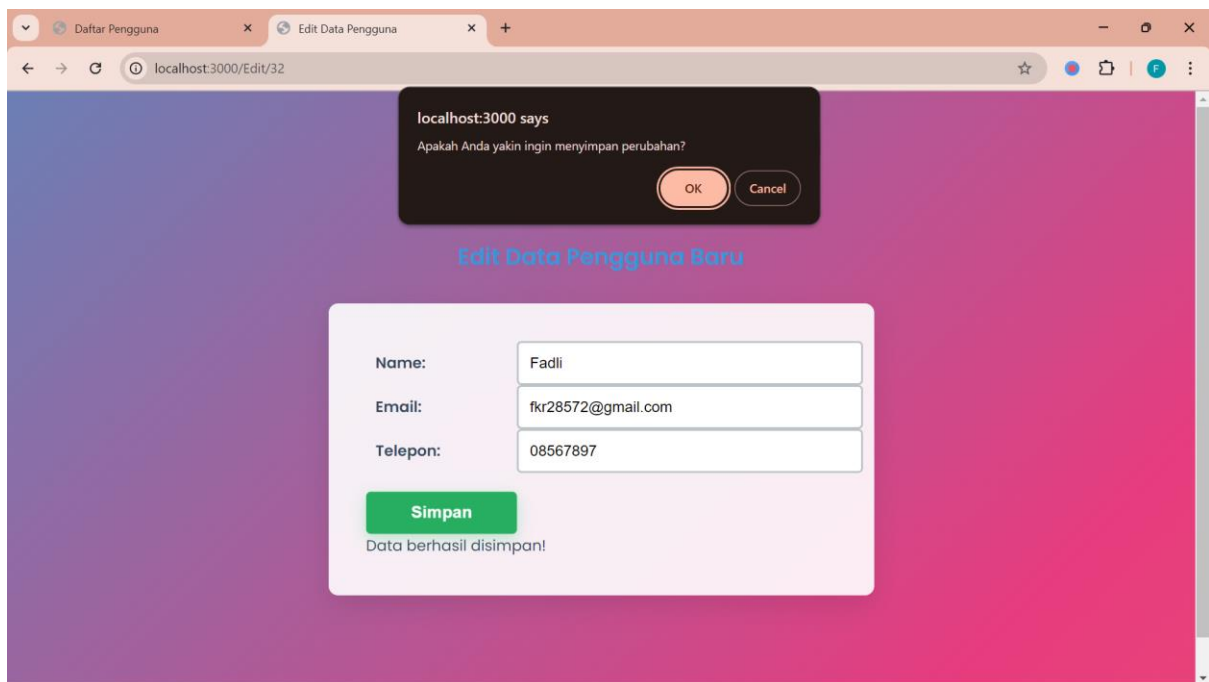 Daftar Pengguna
Edit Data Pengguna
localhost:3000/Edit/32
F
localhost:3000 says
Apakah Anda yakin ingin menyimpan perubahan?
OK Cancel
Edit Data Pengguna Baru
Name: Fadli
Email: fkr28572@gmail.com
Telepon: 08567897
Simpan
Data berhasil disimpan!